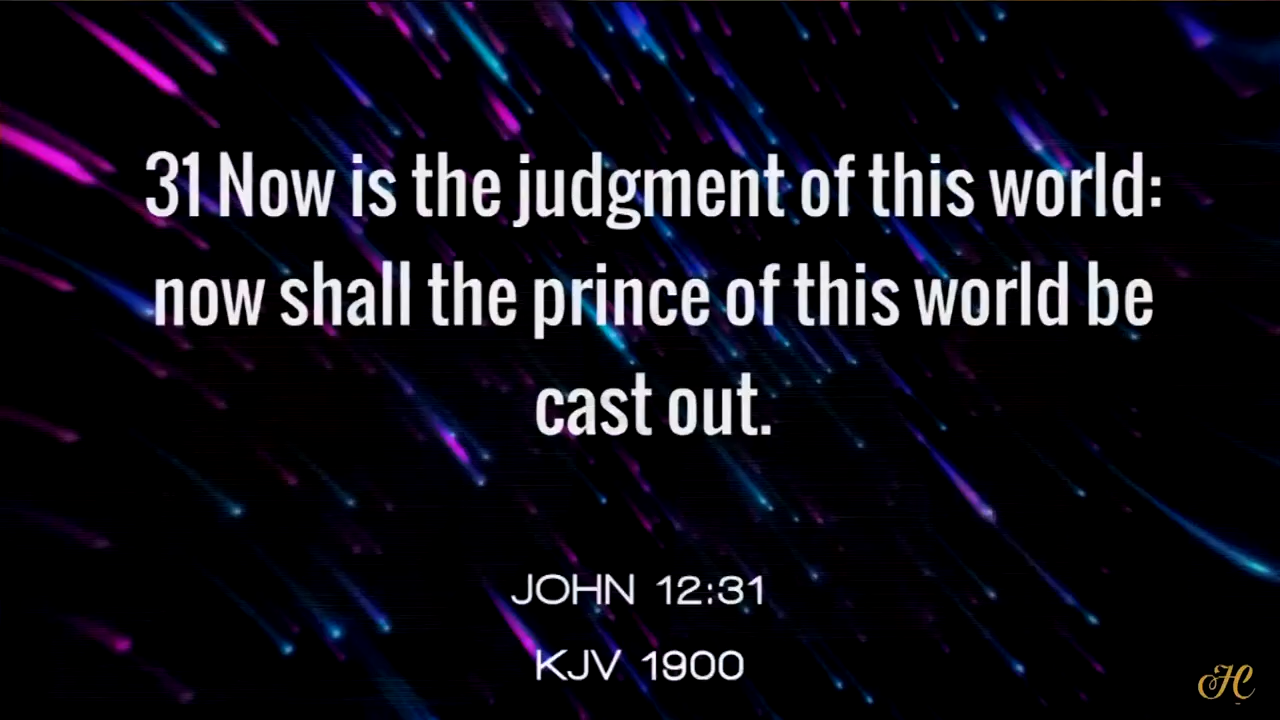 31 Now is the judgment of this world:
now shall the prince of this world be
cast out.
JOHN 12:31
KJV 1900
H